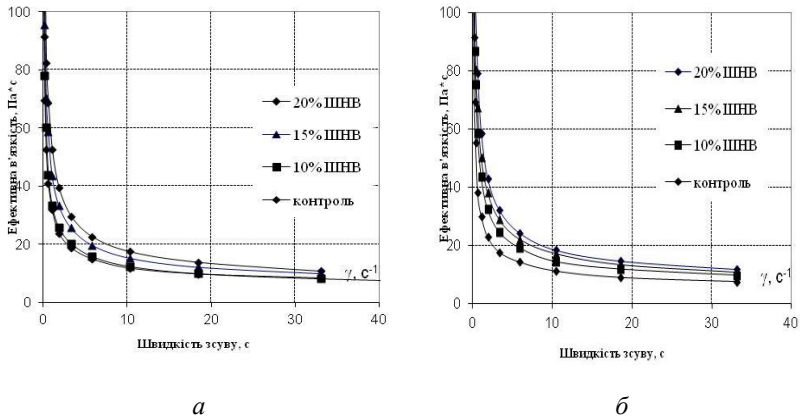 100
80
60
40
20
0
Ефективна в'язкість, Па*с
20% ШНВ
15% ШНВ
10% ШНВ
контроль
γ, с-1
0 10 20 30 40
Швидкість зсуву, с
а
100
80
60
40
20
0
Ефективна в'язкість, Па*с
20% ШНВ
15% ШНВ
10% ШНВ
контроль
γ, с-1
0 10 20 30 40
Швидкість зсуву, с
б